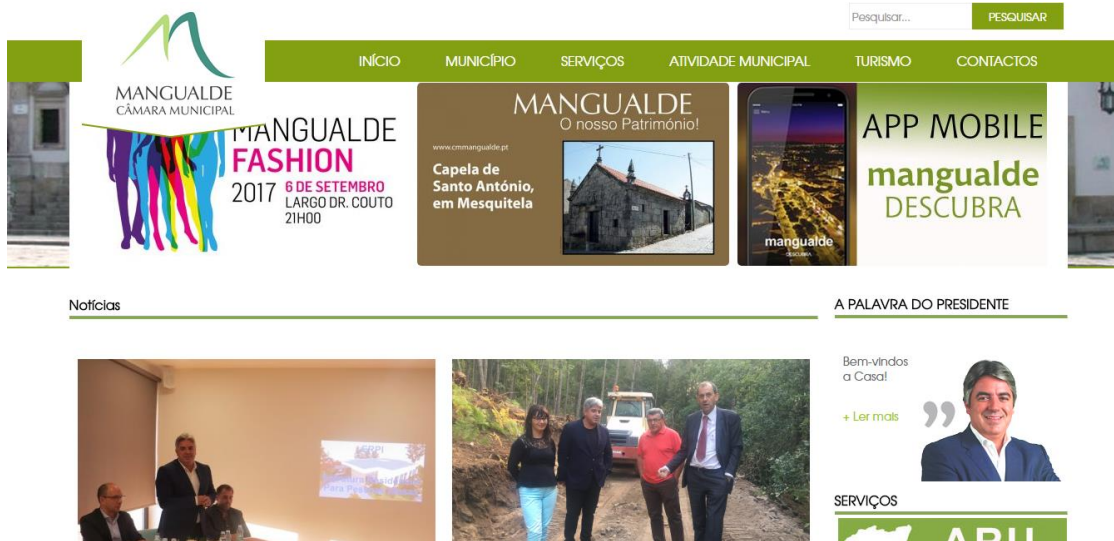 Pesquisar...
PESQUISAR
MANGUALDE
CÂMARA MUNICIPAL
INÍCIO
MUNICÍPIO
SERVIÇOS
ATIVIDADE MUNICIPAL
TURISMO
CONTACTOS
MANGUALDE
FASHION
2017
6 DE SETEMBRO
LARGO DR. COUTO
21H00
MANGUALDE
O nosso Património!
www.cmmangualde.pt
Capela de
Santo António,
em Mesquitela
mangualde
DESCUBRA
APP MOBILE
mangualde
DESCUBRA
Notícias
A PALAVRA DO PRESIDENTE
Bem-vindos
a Casa!
+ Ler mais
SERVIÇOS
Para